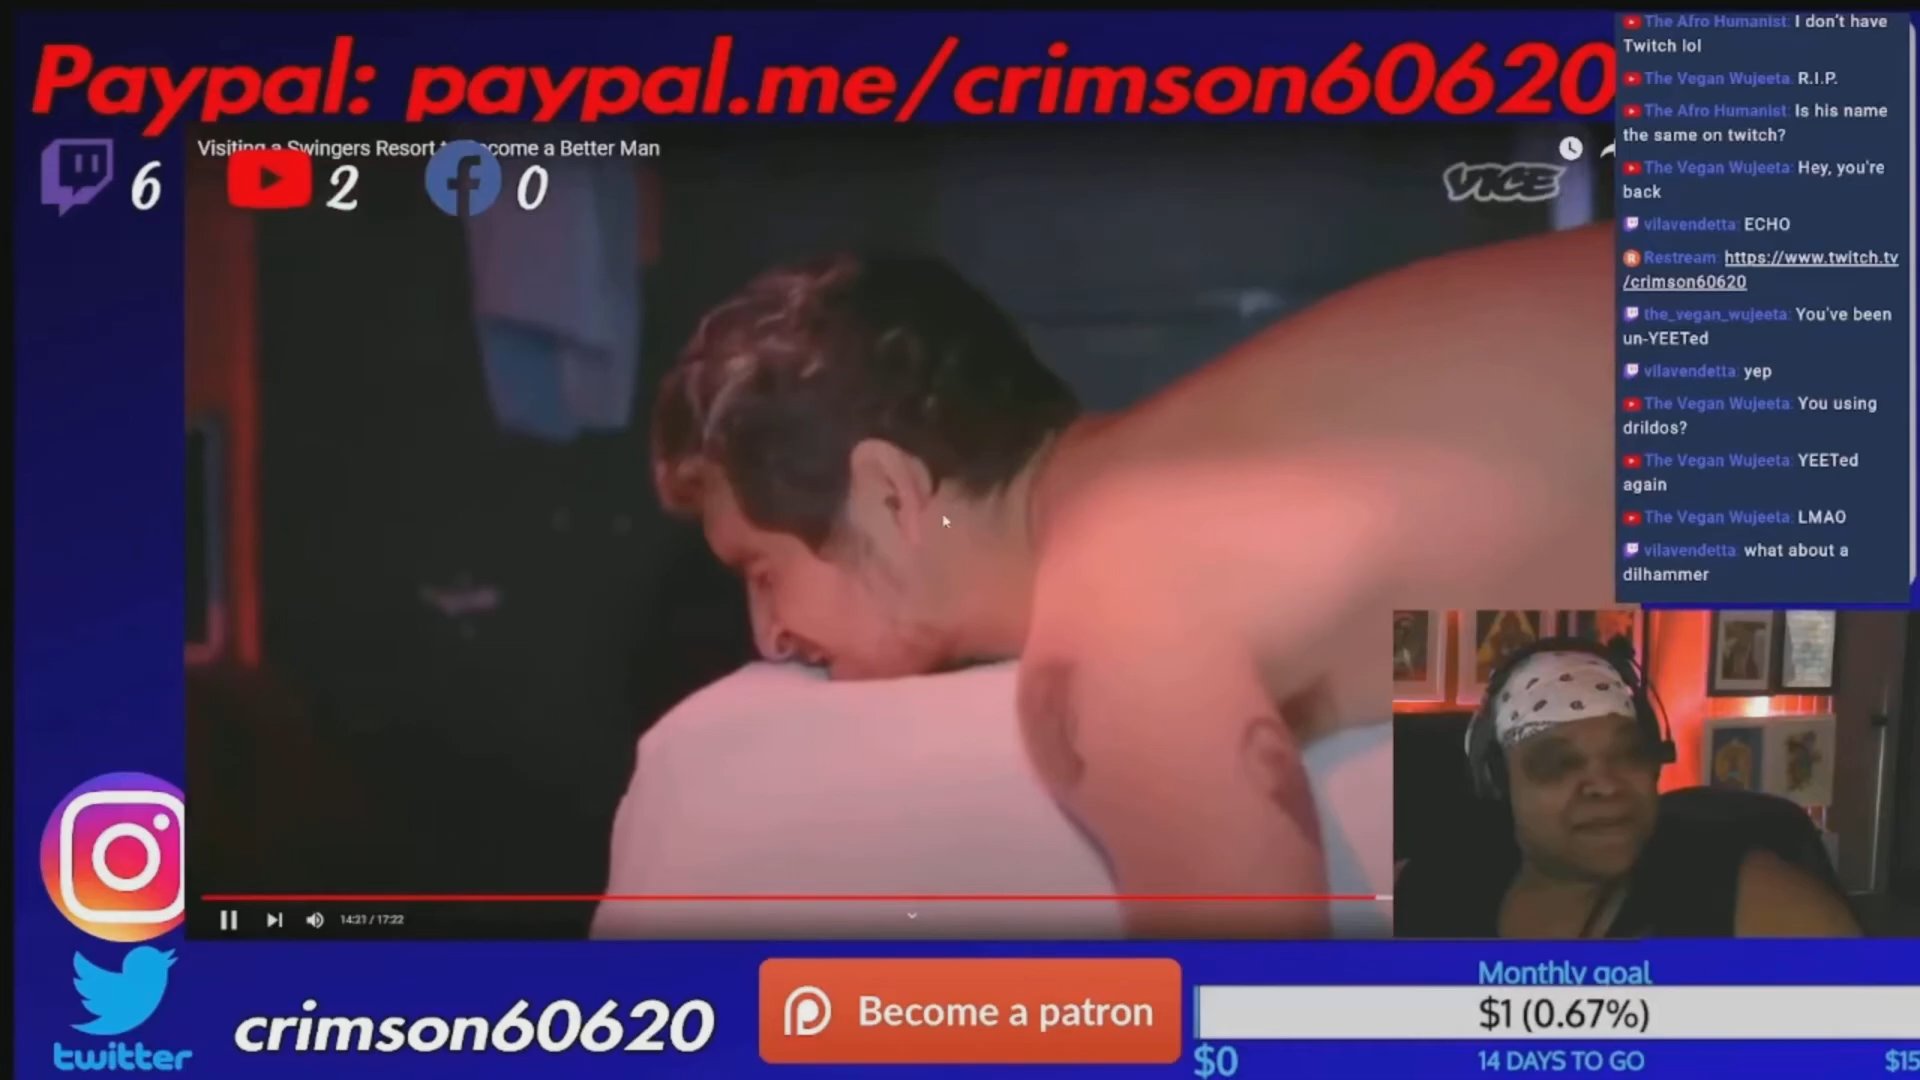 Paypal: paypal.me/crimson60620
Visiting a Swingers Resort to Become a Better Man
6
2
0
VICE
The Afro Humanist: I don't have
Twitch lol
The Vegan Wujeeta: R.I.P.
The Afro Humanist: Is his name
the same on twitch?
The Vegan Wujeeta: Hey, you're
back
vilavendetta: ECHO
Restream: https://www.twitch.tv
/crimson60620
the_vegan_wujeeta: You've been
un-YEETed
vilavendetta: yep
The Vegan Wujeeta: You using
drildos?
The Vegan Wujeeta: YEETed
again
The Vegan Wujeeta: LMAO
vilavendetta: what about a
dilhammer
14:21 / 17:22
twitter
crimson60620
Become a patron
Monthly goal
$1 (0.67%)
$0
14 DAYS TO GO
$15